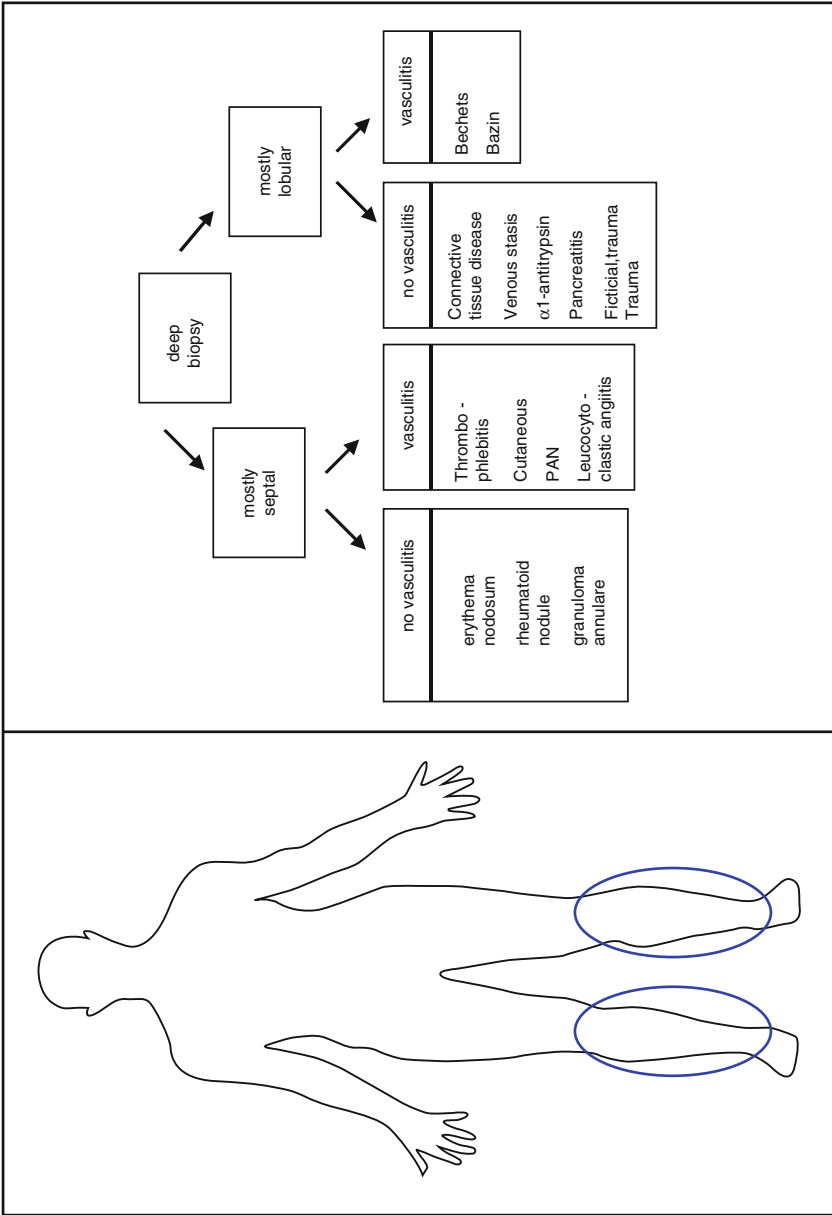 deep
biopsy
mostly
septal
mostly
lobular
no vasculitis
erythema
nodosum
rheumatoid
nodule
granuloma
annulare
vasculitis
Thrombo -
phlebitis
Cutaneous
PAN
Leucocyto -
clastic angiitis
no vasculitis
Connective
tissue disease
Venous stasis
α1-antitrypsin
Pancreatitis
Ficticial,trauma
Trauma
vasculitis
Bechets
Bazin